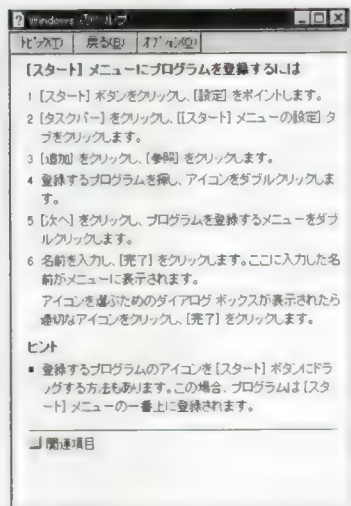 windows のヘルプ
トピック(T) 戻る(B) オプション(O)
[スタート] メニューにプログラムを登録するには
1 [スタート] ボタンをクリックし、[設定] をポイントします。
2 [タスクバー] をクリックし、[[スタート] メニューの設定] タ
ブをクリックします。
3 [追加] をクリックし、[参照] をクリックします。
4 登録するプログラムを探し、アイコンをダブルクリックしま
す。
5 [次へ] をクリックし、プログラムを登録するメニューをダブ
ルクリックします。
6 名前を入力し、[完了] をクリックします。ここに入力した名
前がメニューに表示されます。
アイコンを選ぶためのダイアログ ボックスが表示されたら
適切なアイコンをクリックし、[完了] をクリックします。
ヒント
■ 登録するプログラムのアイコンを [スタート] ボタンにドラ
ッグする方法もあります。この場合、プログラムは [スタ
ート] メニューの一番上に登録されます。
関連項目